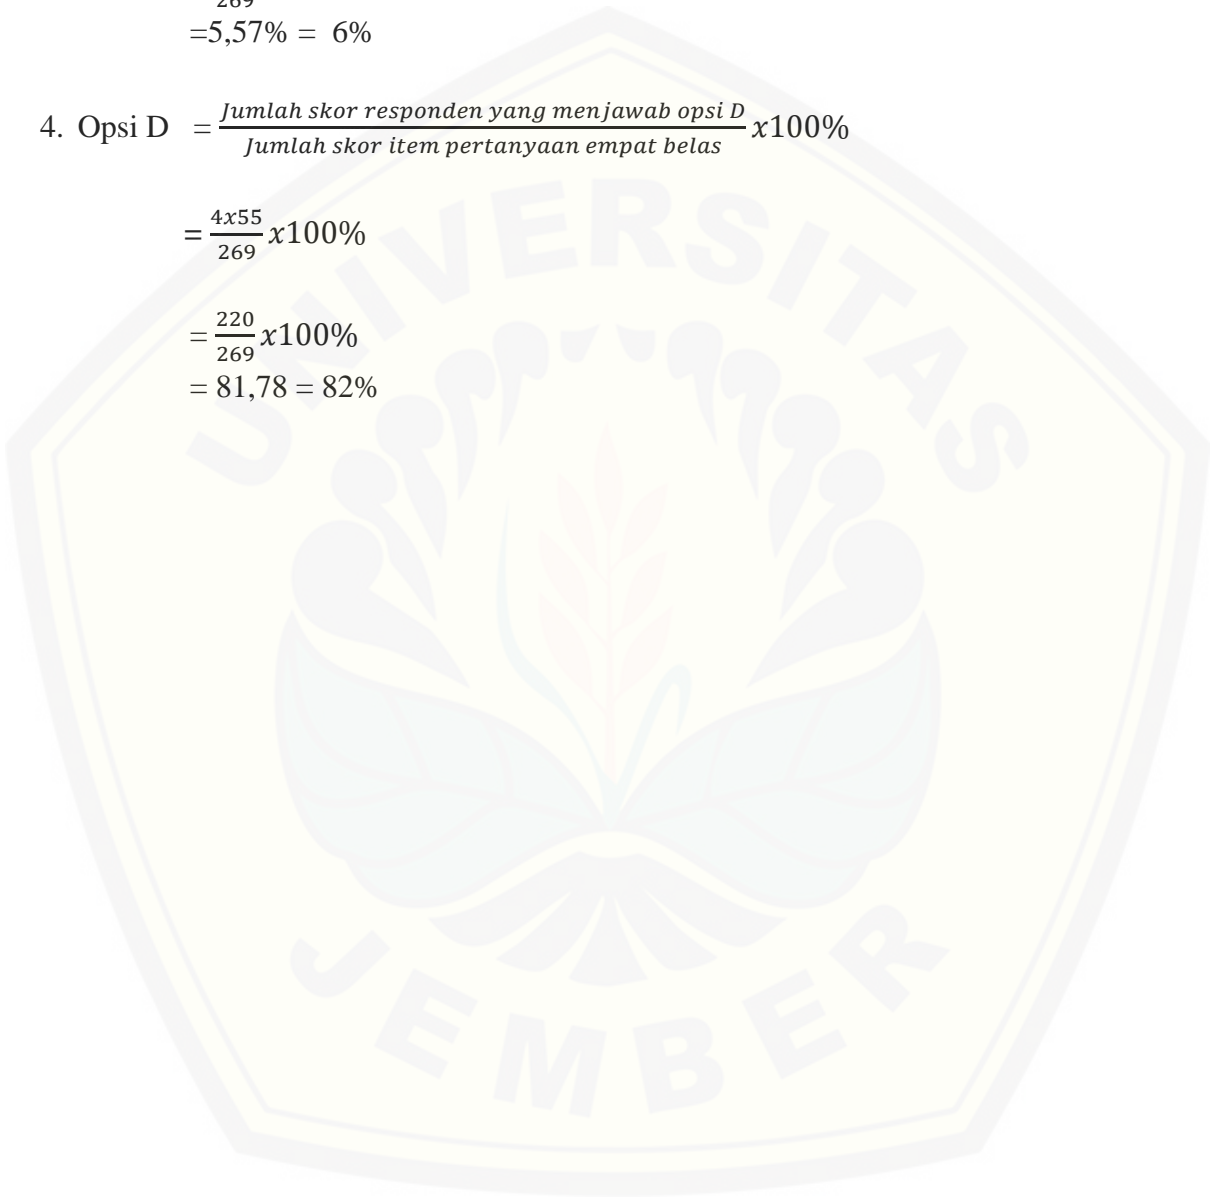 269
=5,57% = 6%
4. Opsi D = Jumlah skor responden yang menjawab opsi D / Jumlah skor item pertanyaan empat belas x100%
= 4x55 / 269 x100%
= 220 / 269 x100%
= 81,78 = 82%
UNIVERSITAS
JEMBER